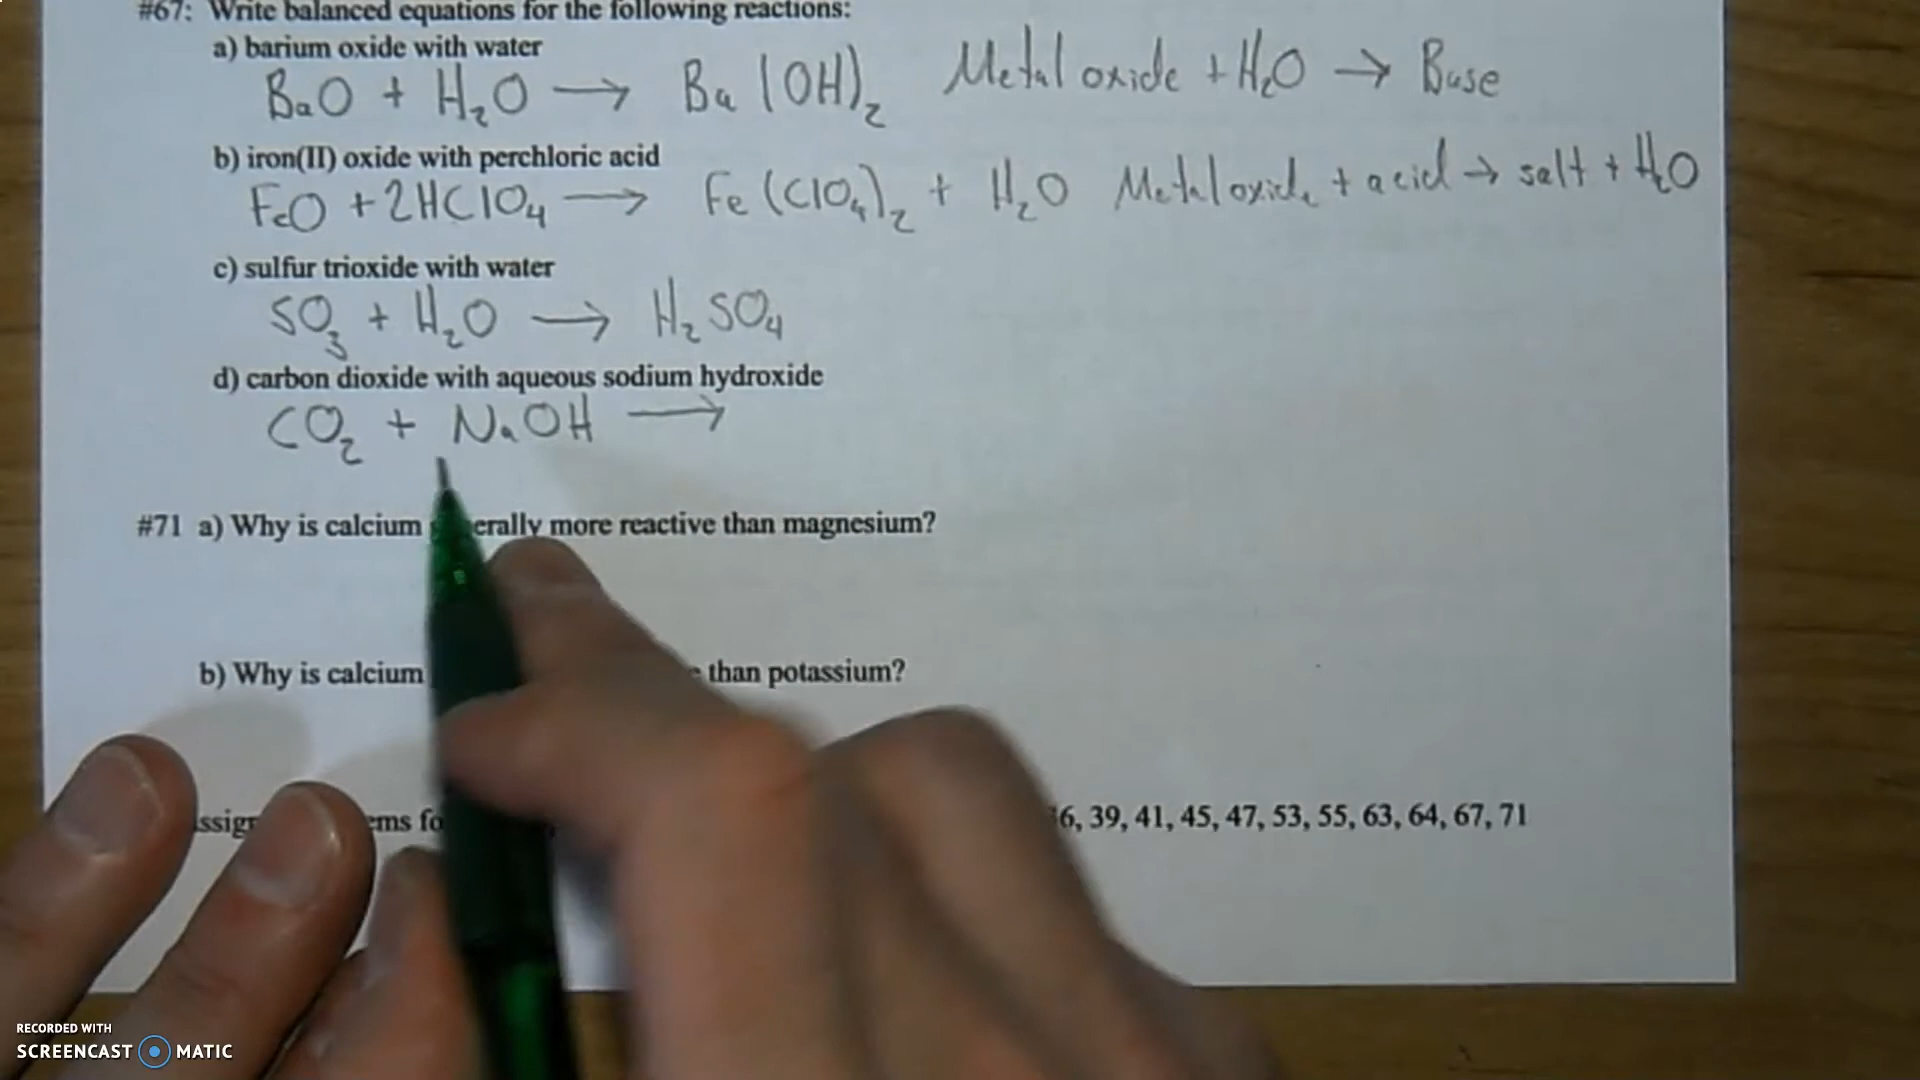 #67: Write balanced equations for the following reactions:
a) barium oxide with water
BaO + H₂O → Ba(OH)₂ Metal oxide + H₂O → Base
b) iron(II) oxide with perchloric acid
FeO + 2HClO₄ → Fe(ClO₄)₂ + H₂O Metal oxide + acid → salt + H₂O
c) sulfur trioxide with water
SO₃ + H₂O → H₂SO₄
d) carbon dioxide with aqueous sodium hydroxide
CO₂ + NaOH →
#71 a) Why is calcium more reactive than magnesium?
b) Why is calcium than potassium?
39, 41, 45, 47, 53, 55, 63, 64, 67, 71
RECORDED WITH
SCREENCAST MATIC